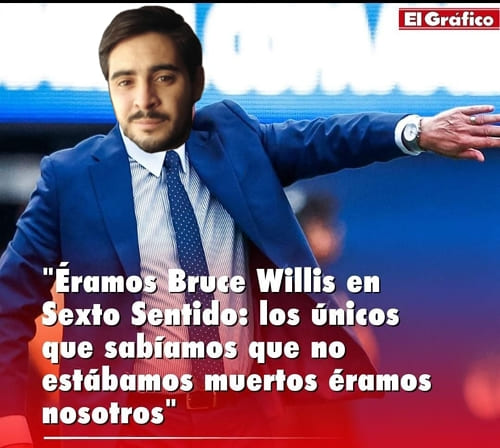 El Gráfico
"Éramos Bruce Willis en
Sexto Sentido: los únicos
que sabíamos que no
estábamos muertos éramos
nosotros"